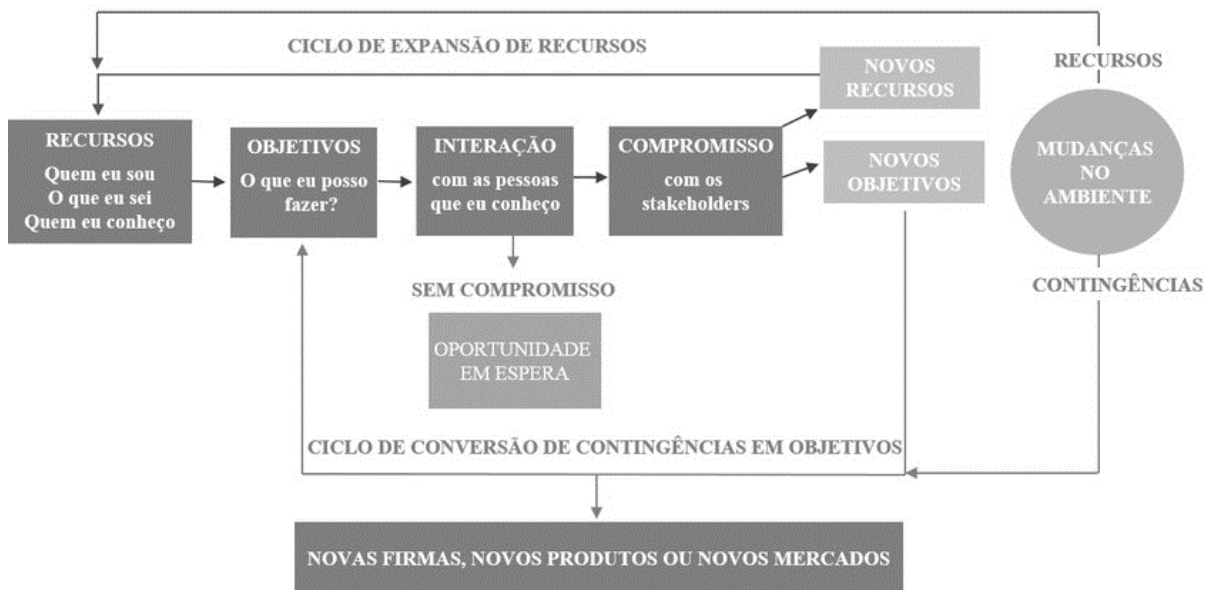 CICLO DE EXPANSÃO DE RECURSOS
NOVOS
RECURSOS
RECURSOS
RECURSOS
Quem eu sou
O que eu sei
Quem eu conheço
OBJETIVOS
O que eu posso
fazer?
INTERAÇÃO
com as pessoas
que eu conheço
COMPROMISSO
com os
stakeholders
NOVOS
OBJETIVOS
MUDANÇAS
NO
AMBIENTE
SEM COMPROMISSO
CONTINGÊNCIAS
OPORTUNIDADE
EM ESPERA
CICLO DE CONVERSÃO DE CONTINGÊNCIAS EM OBJETIVOS
NOVAS FIRMAS, NOVOS PRODUTOS OU NOVOS MERCADOS